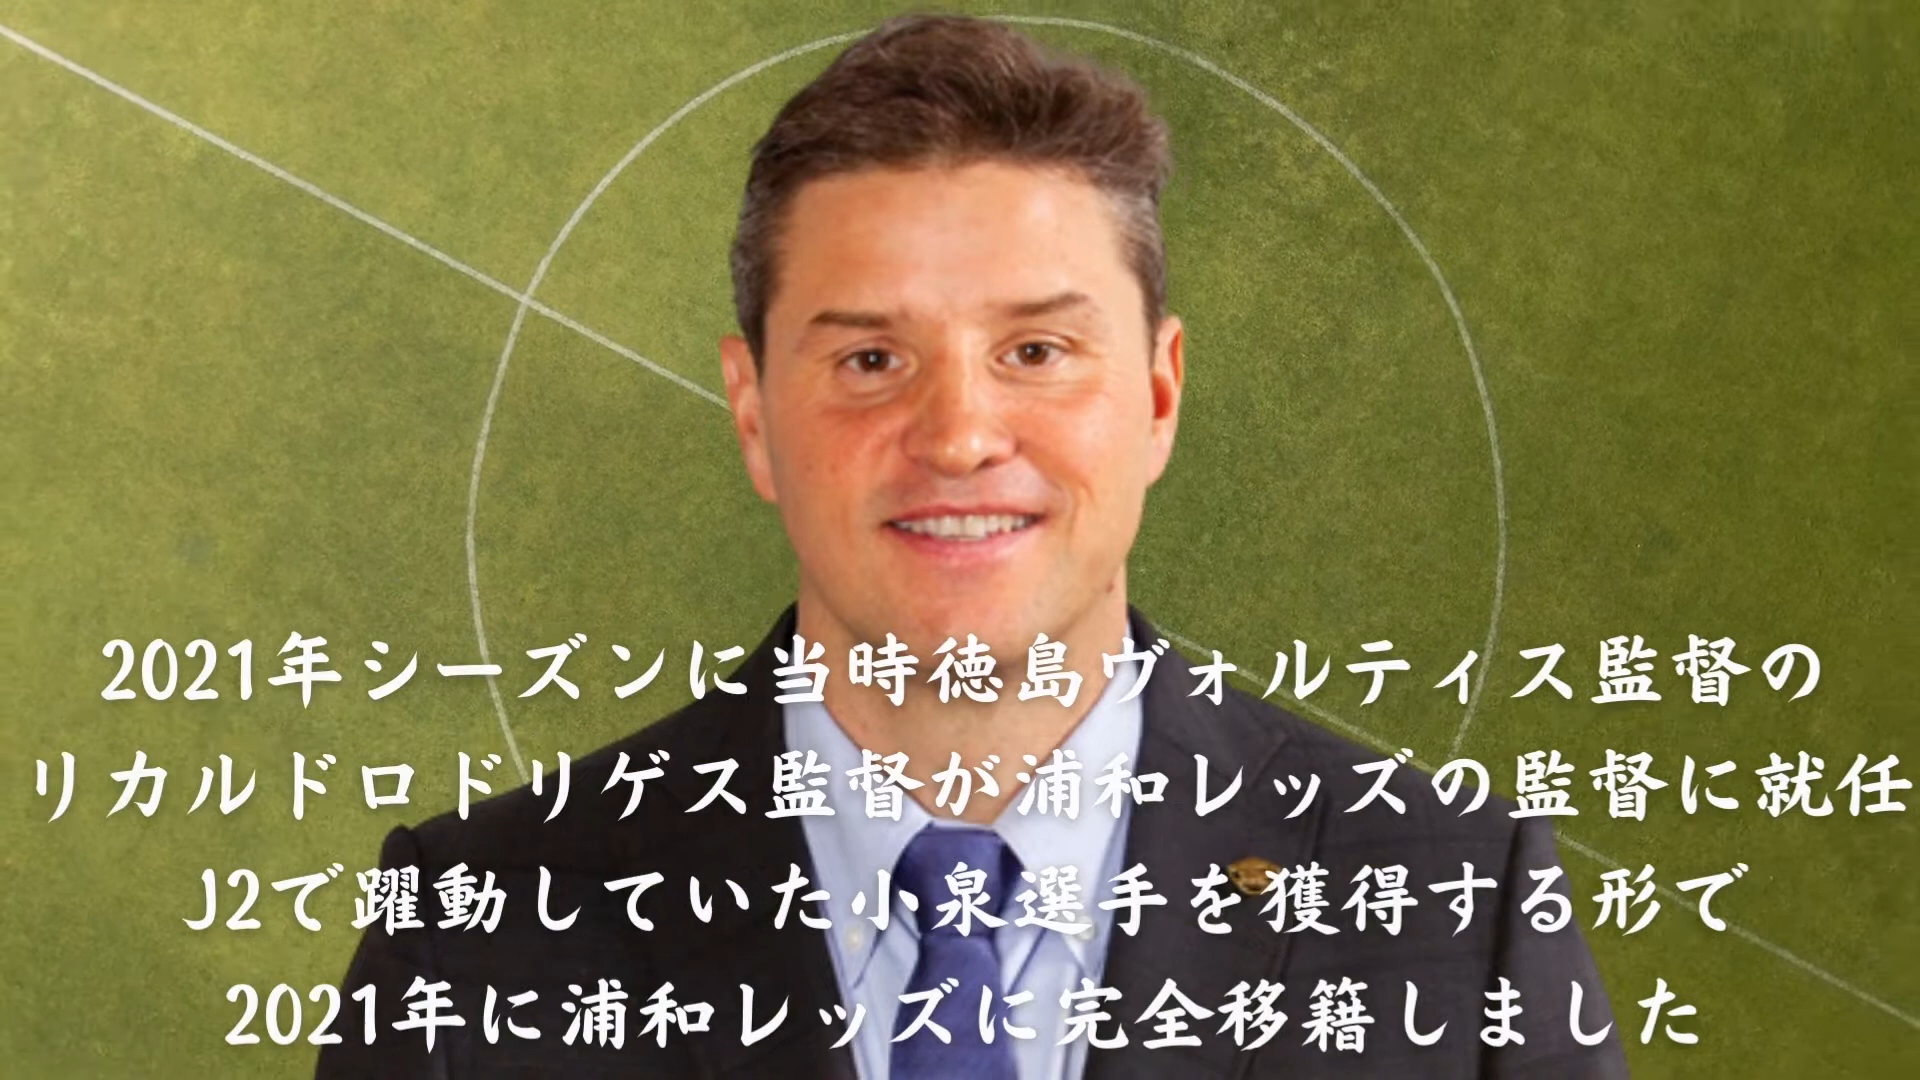 2021年シーズンに当時徳島ヴォルティス監督の
リカルドロドリゲス監督が浦和レッズの監督に就任
J2で躍動していた小泉選手を獲得する形で
2021年に浦和レッズに完全移籍しました